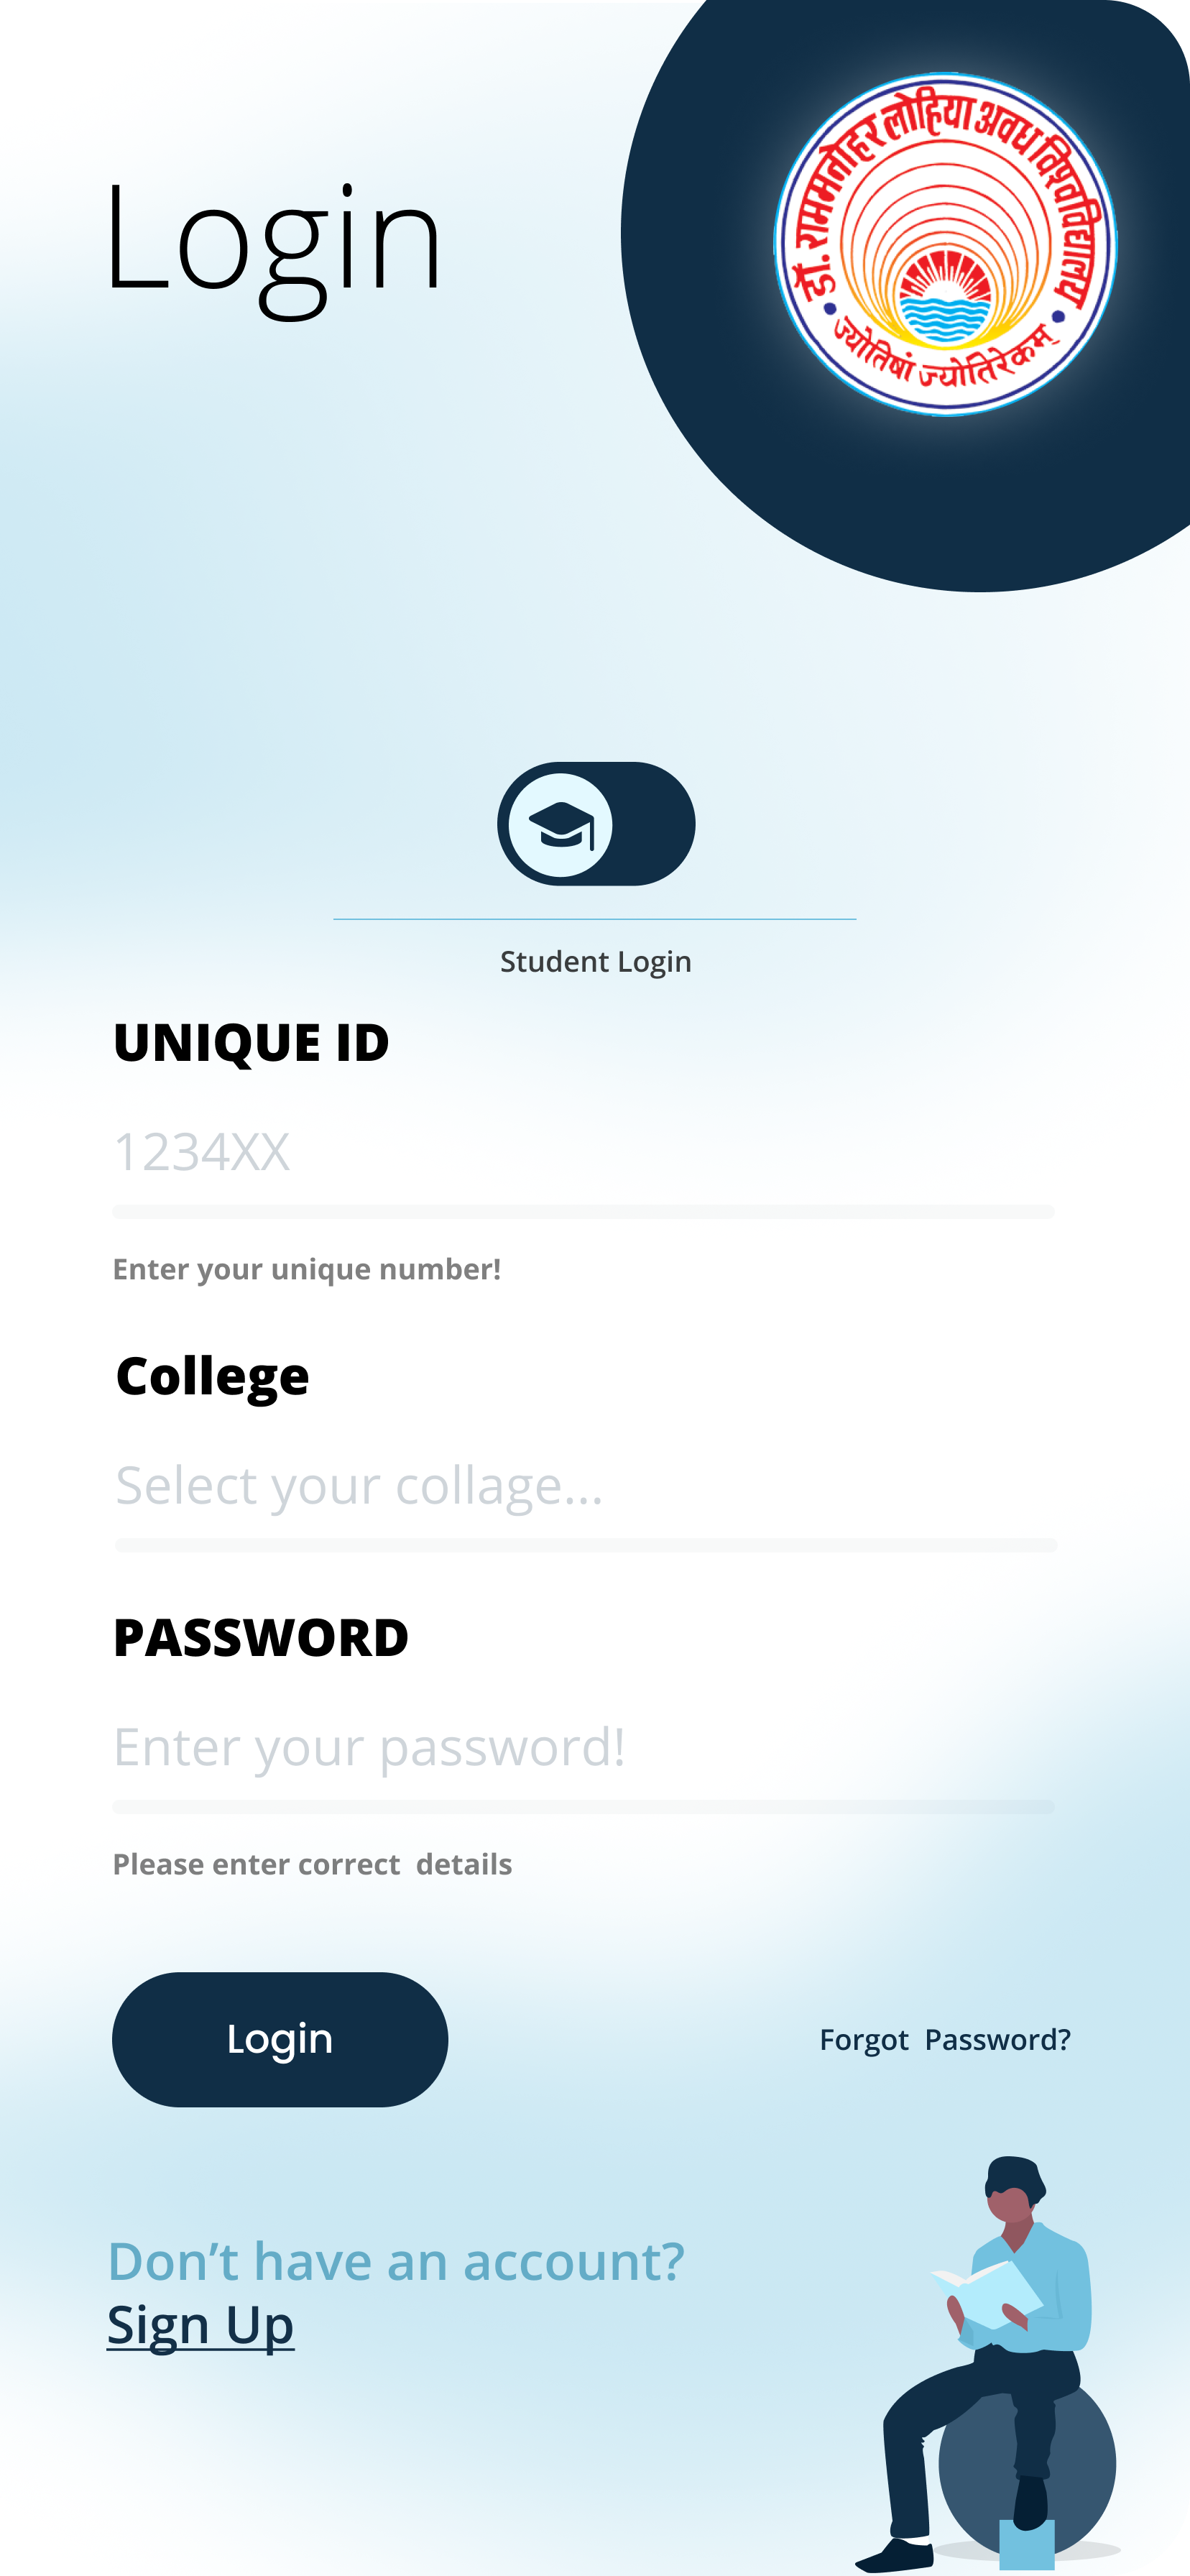 Login
डॉ. राममनोहर लोहिया अवध विश्वविद्यालय
ज्योतिषां ज्योतिरेकम्
Student Login
UNIQUE ID
1234XX
Enter your unique number!
College
Select your collage...
PASSWORD
Enter your password!
Please enter correct  details
Login
Forgot  Password?
Don’t have an account?
Sign Up